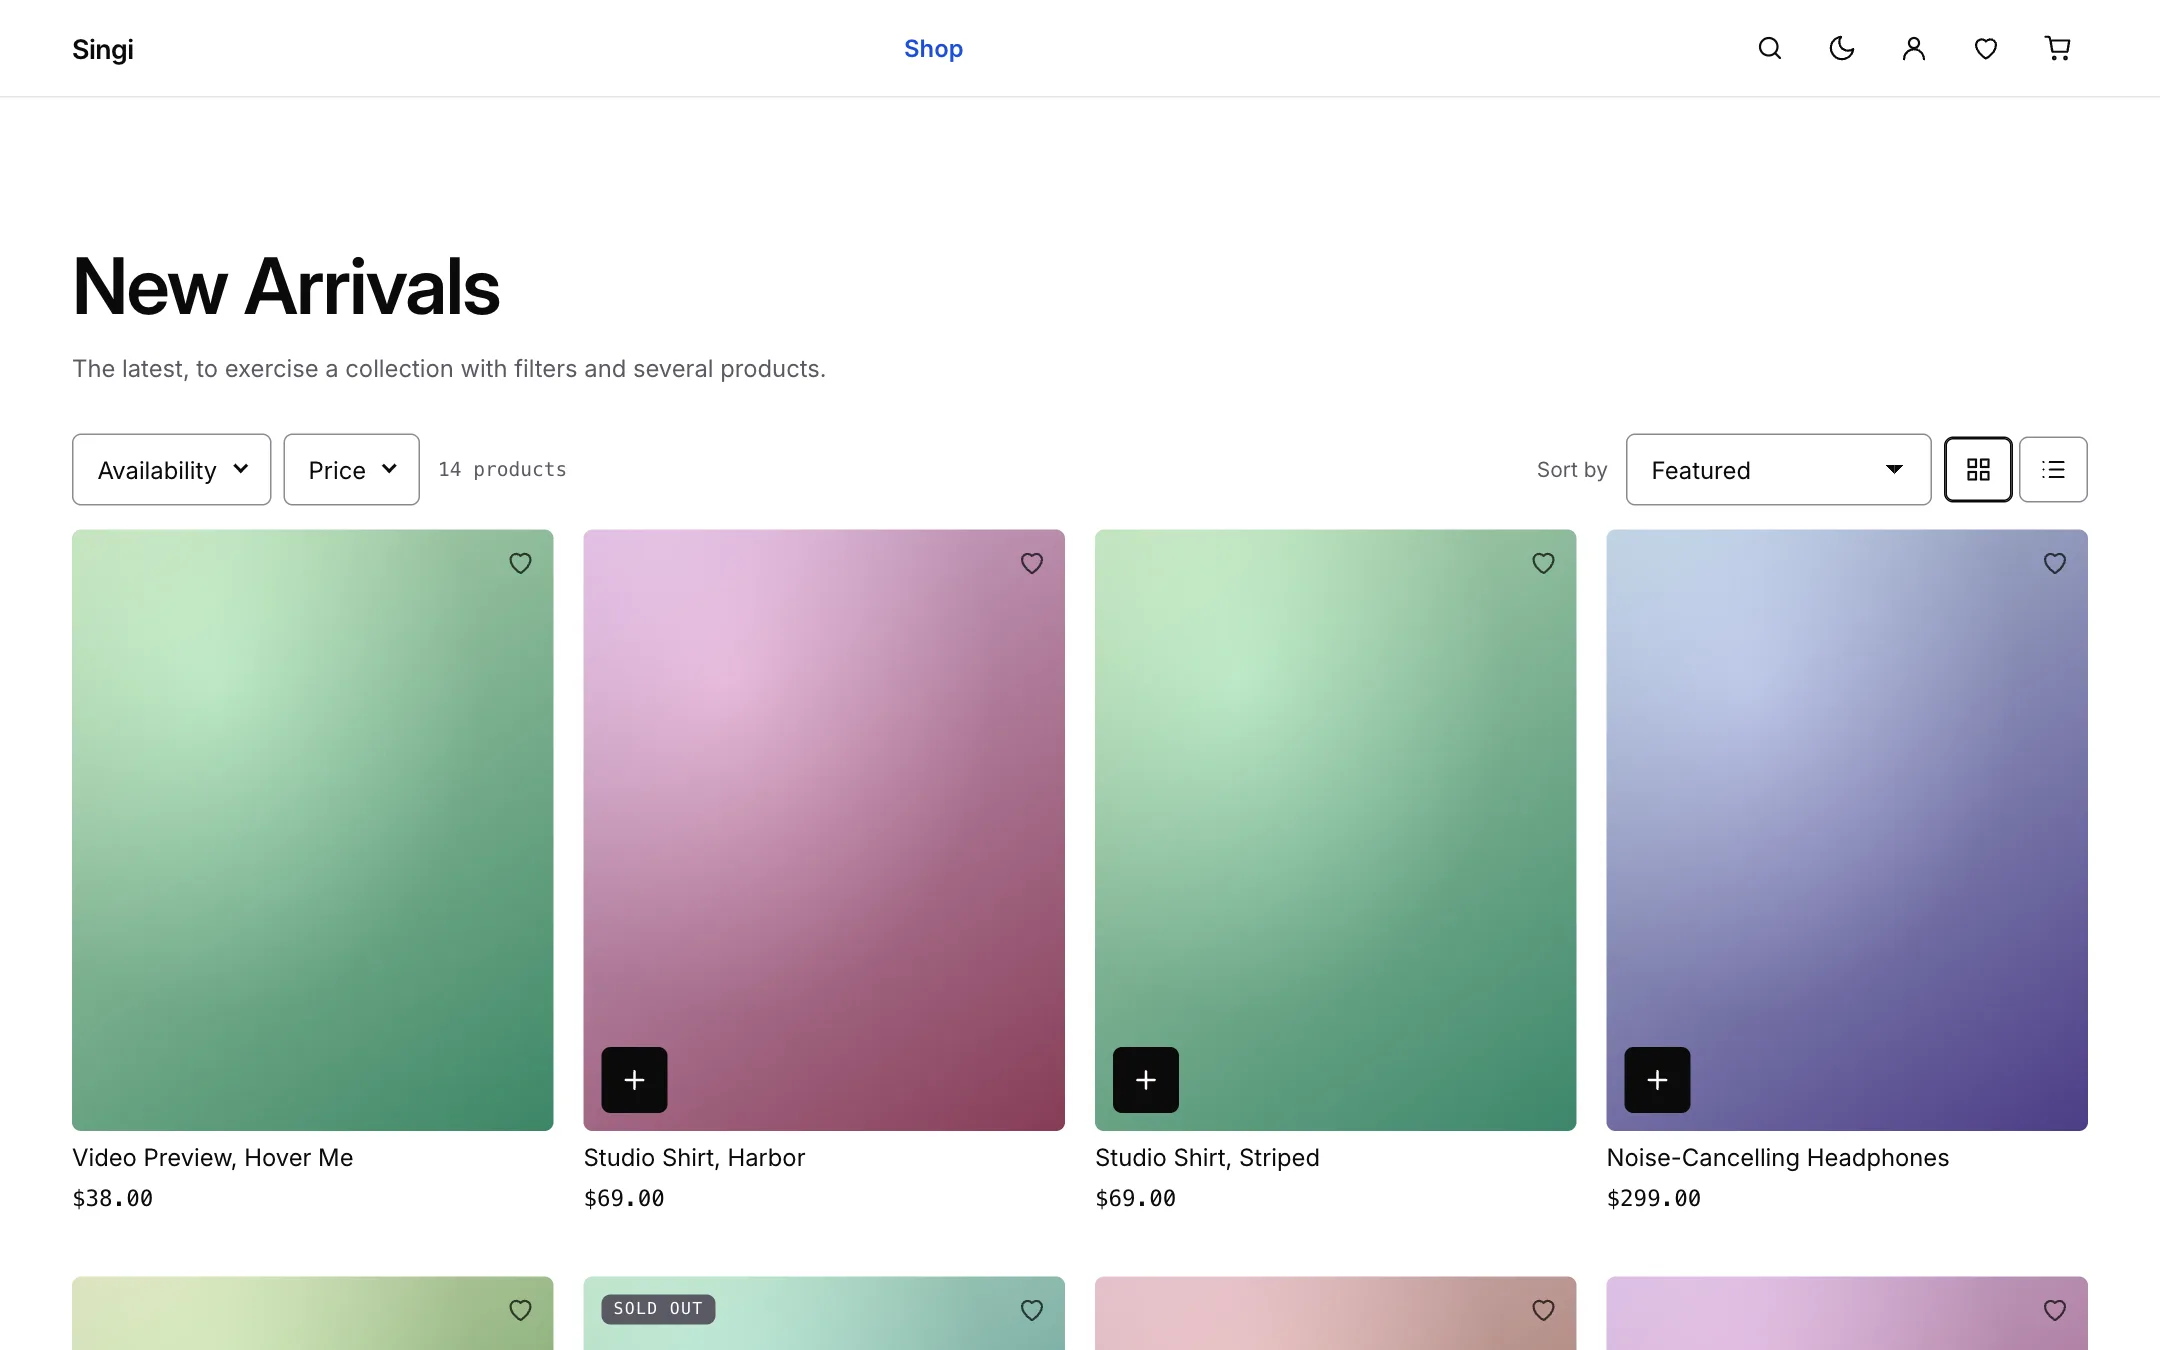 Singi
Shop
New Arrivals
The latest, to exercise a collection with filters and several products.
Availability
Price
14 products
Sort by
Featured
Video Preview, Hover Me
$38.00
Studio Shirt, Harbor
$69.00
Studio Shirt, Striped
$69.00
Noise-Cancelling Headphones
$299.00
SOLD OUT